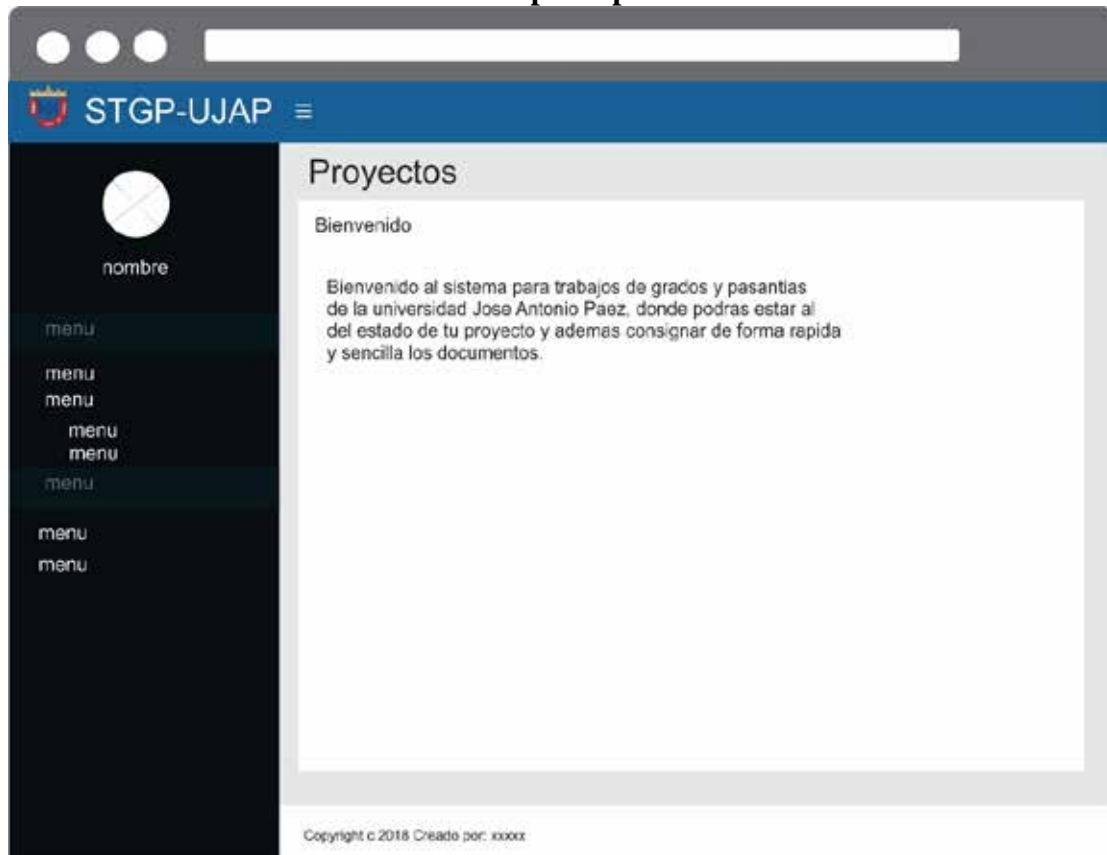 STGP-UJAP
nombre
menu
menu
menu
menu
menu
menu
menu
menu
Proyectos
Bienvenido
Bienvenido al sistema para trabajos de grados y pasantias
de la universidad Jose Antonio Paez, donde podras estar al
del estado de tu proyecto y ademas consignar de forma rapida
y sencilla los documentos.
Copyright c 2018 Creado por: xxxxx